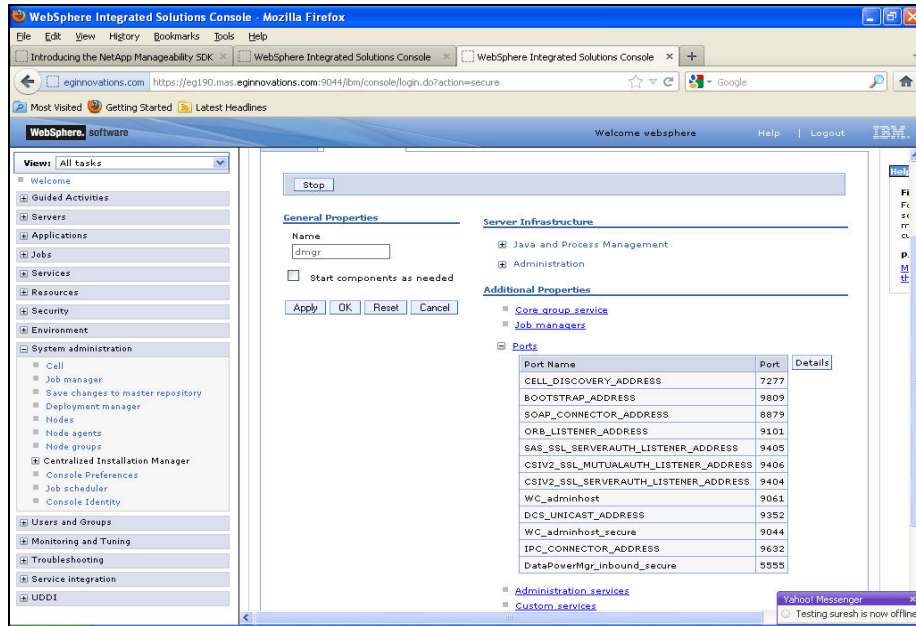 WebSphere Integrated Solutions Console - Mozilla Firefox
File Edit View History Bookmarks Tools Help
Introducing the NetApp Manageability SDK × WebSphere Integrated Solutions Console × WebSphere Integrated Solutions Console × +
eginnovations.com https://eg190.mas.eginnovations.com:9044/ibm/console/login.do?action=secure Google
Most Visited Getting Started Latest Headlines
WebSphere. software Welcome websphere Help | Logout IBM.
View: All tasks
Welcome
Guided Activities
Servers
Applications
Jobs
Services
Resources
Security
Environment
System administration
Cell
Job manager
Save changes to master repository
Deployment manager
Nodes
Node agents
Node groups
Centralized Installation Manager
Console Preferences
Job scheduler
Console Identity
Users and Groups
Monitoring and Tuning
Troubleshooting
Service integration
UDDI
Stop
General Properties
Name
dmgr
Start components as needed
Apply OK Reset Cancel
Server Infrastructure
Java and Process Management
Administration
Additional Properties
Core group service
Job managers
Ports
Port Name Port Details
CELL_DISCOVERY_ADDRESS 7277
BOOTSTRAP_ADDRESS 9809
SOAP_CONNECTOR_ADDRESS 8879
ORB_LISTENER_ADDRESS 9101
SAS_SSL_SERVERAUTH_LISTENER_ADDRESS 9405
CSIV2_SSL_MUTUALAUTH_LISTENER_ADDRESS 9406
CSIV2_SSL_SERVERAUTH_LISTENER_ADDRESS 9404
WC_adminhost 9061
DCS_UNICAST_ADDRESS 9352
WC_adminhost_secure 9044
IPC_CONNECTOR_ADDRESS 9632
DataPowerMgr_inbound_secure 5555
Administration services
Custom services
Help
Yahoo! Messenger ×
Testing suresh is now offline